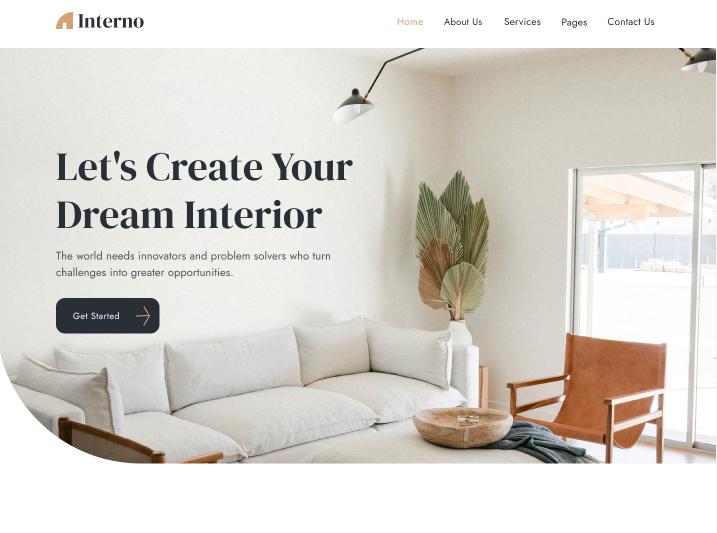 Interno
Home About Us Services Pages Contact Us
Let's Create Your
Dream Interior
The world needs innovators and problem solvers who turn
challenges into greater opportunities.
Get Started